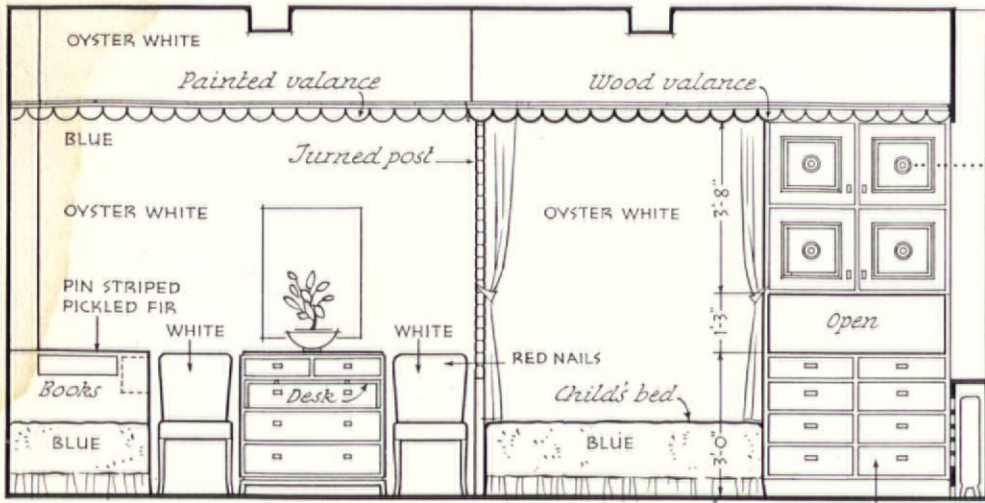 OYSTER WHITE
Painted valance
Wood valance
BLUE
Turned post
3'-8"
OYSTER WHITE
OYSTER WHITE
PIN STRIPED
PICKLED FIR
WHITE
WHITE
1'-3"
Open
RED NAILS
Books
Desk
Child's bed
BLUE
BLUE
3'-0